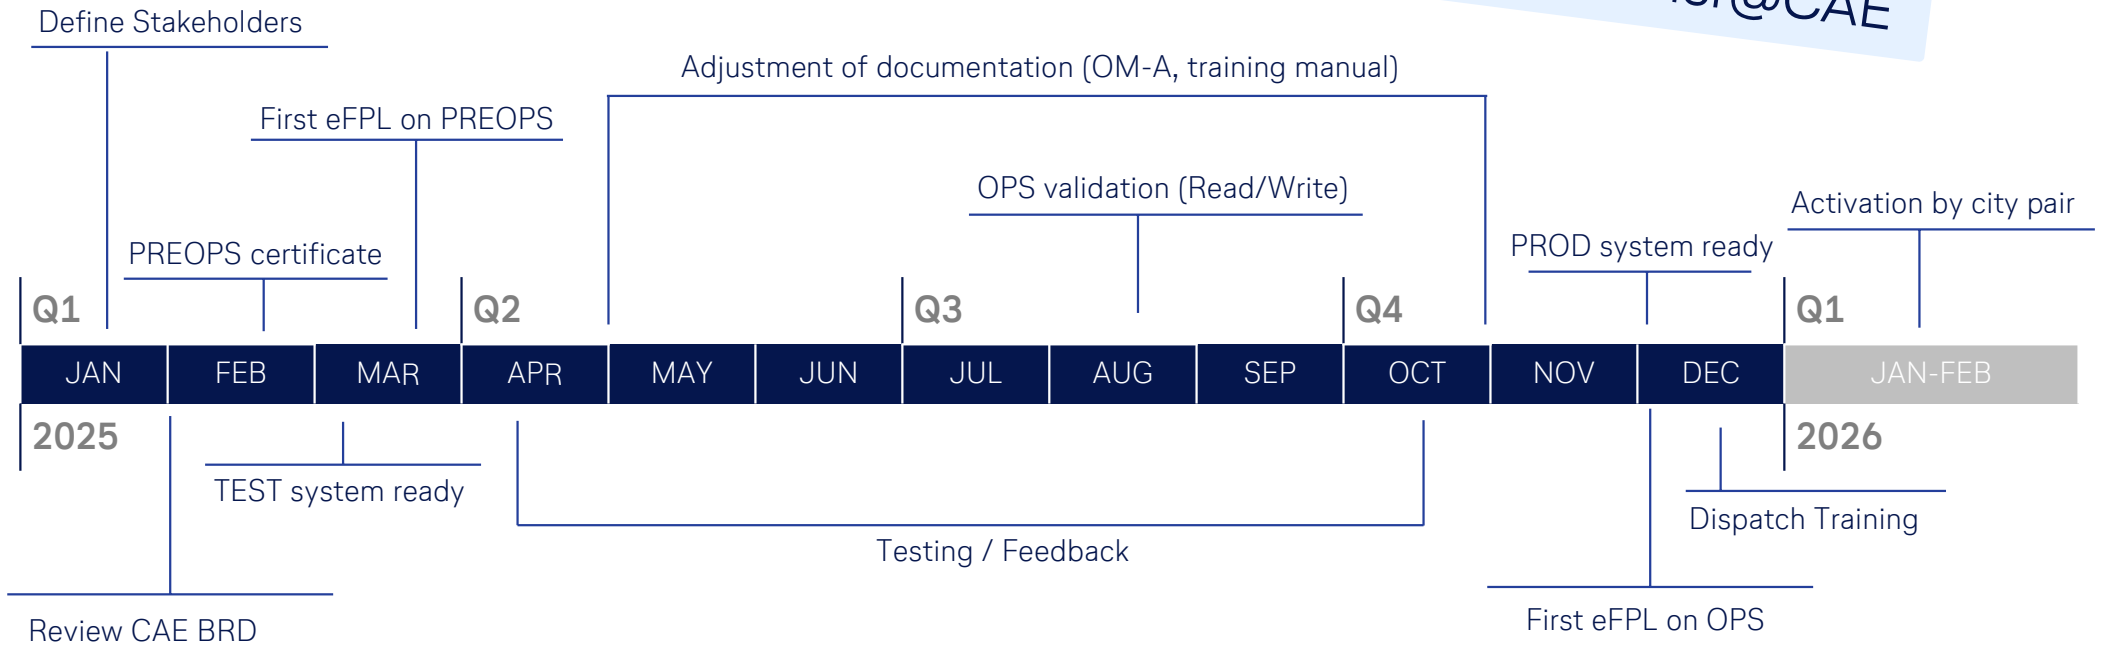 Define Stakeholders
Adjustment of documentation (OM-A, training manual)
First eFPL on PREOPS
OPS validation (Read/Write)
Activation by city pair
PROD system ready
PREOPS certificate
Q1
Q2
Q3
Q4
Q1
JAN
FEB
MAR
APR
MAY
JUN
JUL
AUG
SEP
OCT
NOV
DEC
JAN-FEB
2025
2026
TEST system ready
Dispatch Training
Testing / Feedback
First eFPL on OPS
Review CAE BRD